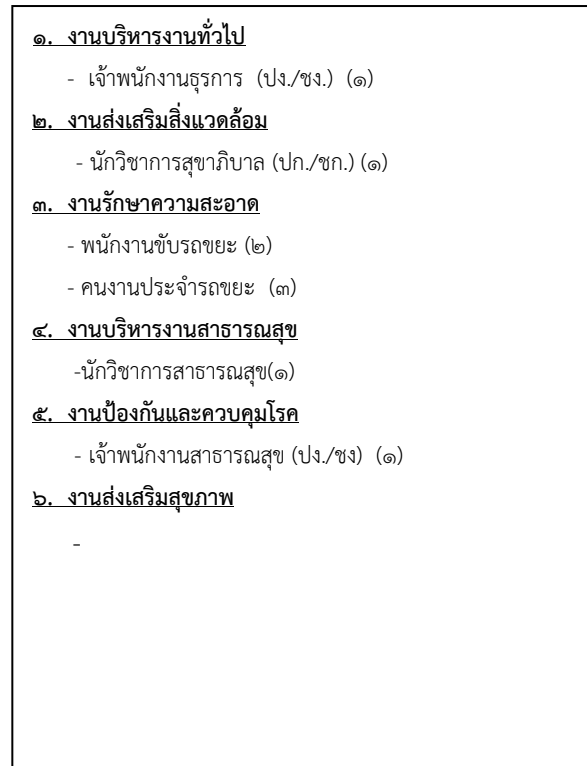 ๑. งานบริหารงานทั่วไป
- เจ้าพนักงานธุรการ (ปง./ชง.) (๑)
๒. งานส่งเสริมสิ่งแวดล้อม
- นักวิชาการสุขาภิบาล (ปก./ชก.) (๑)
๓. งานรักษาความสะอาด
- พนักงานขับรถขยะ (๒)
- คนงานประจำรถขยะ (๓)
๔. งานบริหารงานสาธารณสุข
-นักวิชาการสาธารณสุข(๑)
๕. งานป้องกันและควบคุมโรค
- เจ้าพนักงานสาธารณสุข (ปง./ชง) (๑)
๖. งานส่งเสริมสุขภาพ
-